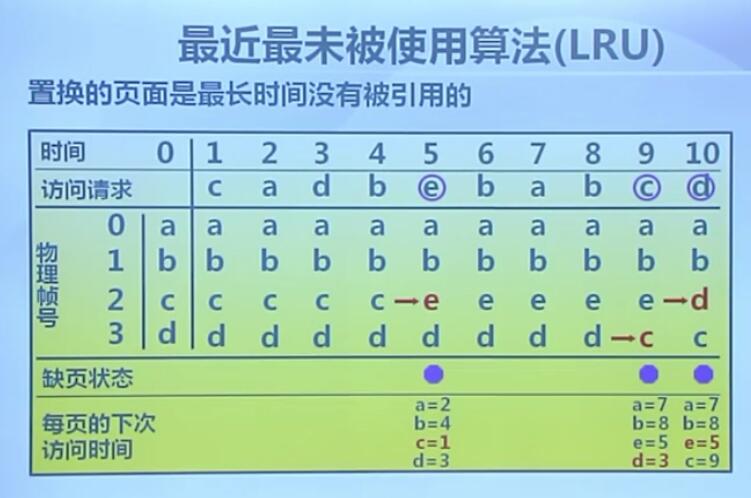 最近最未被使用算法(LRU)
置换的页面是最长时间没有被引用的
时间 0 1 2 3 4 5 6 7 8 9 10
访问请求 c a d b e b a b c d
物理帧号
0 a a a a a a a a a a a
1 b b b b b b b b b b b
2 c c c c c →e e e e e →d
3 d d d d d d d d d →c c
缺页状态
每页的下次
访问时间
a=2 a=7 a=7
b=4 b=8 b=8
c=1 e=5 e=5
d=3 d=3 c=9